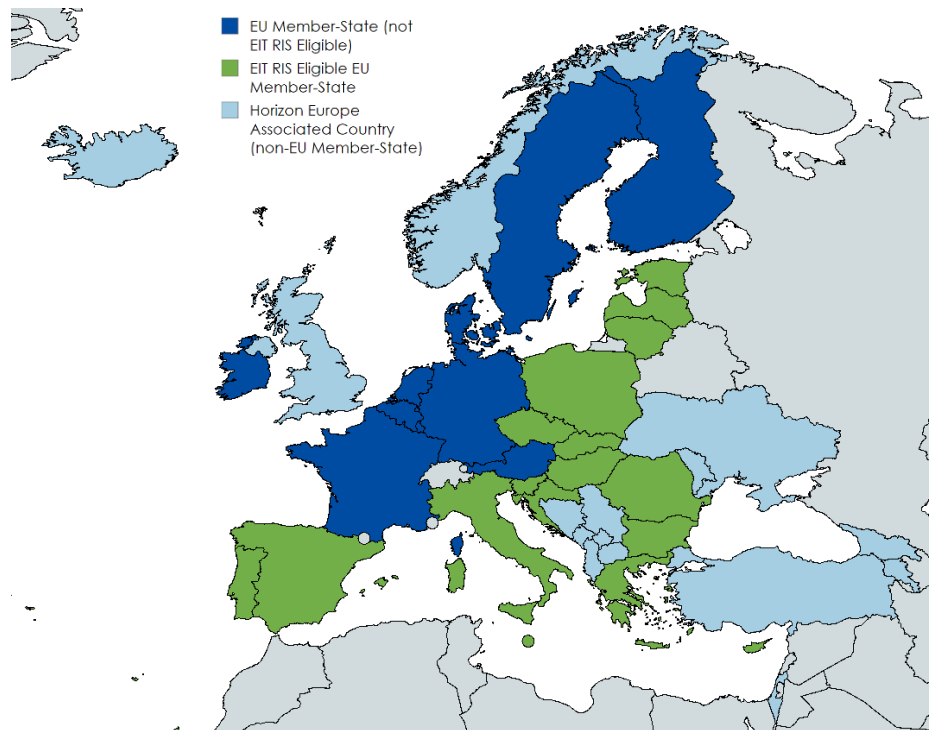 EU Member-State (not
EIT RIS Eligible)
EIT RIS Eligible EU
Member-State
Horizon Europe
Associated Country
(non-EU Member-State)